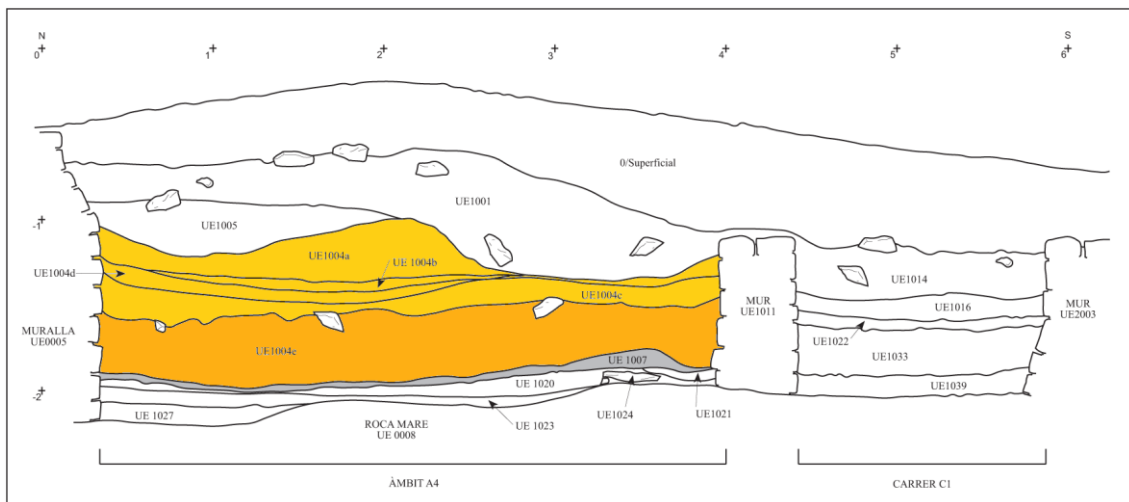 N
S
0
1
2
3
4
5
6
0/Superficial
UE1001
-1
UE1005
UE1004a
UE 1004b
UE1004d
UE1014
UE1004c
UE1016
MUR
UE1011
MUR
UE2003
MURALLA
UE0005
UE1022
UE1004e
UE 1007
UE1033
UE 1020
UE1039
-2
UE 1027
UE 1023
UE1024
UE1021
ROCA MARE
UE 0008
ÀMBIT A4
CARRER C1